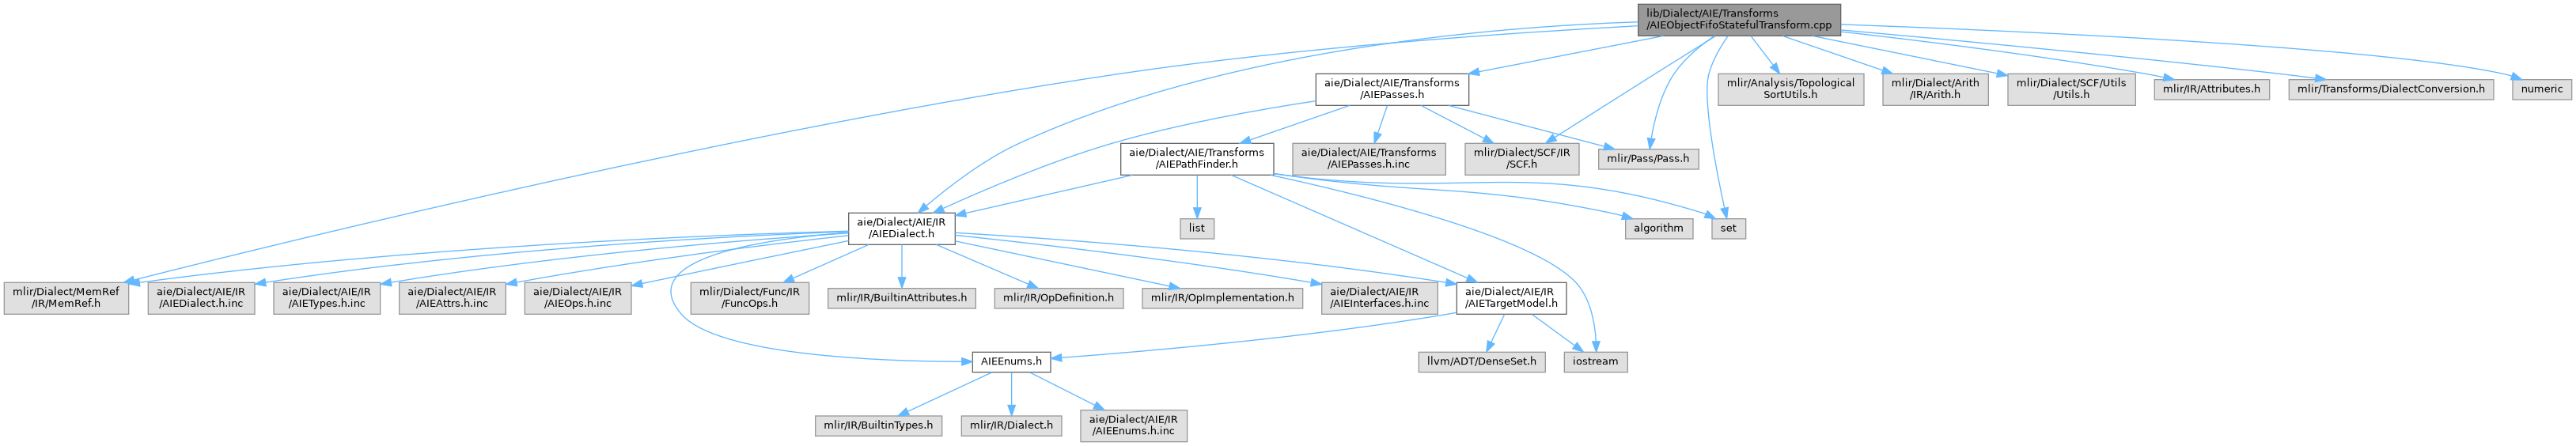 lib/Dialect/AIE/Transforms
/AIEObjectFifoStatefulTransform.cpp
aie/Dialect/AIE/Transforms
/AIEPasses.h
mlir/Analysis/Topological
SortUtils.h
mlir/Dialect/Arith
/IR/Arith.h
mlir/Dialect/SCF/Utils
/Utils.h
mlir/IR/Attributes.h
mlir/Transforms/DialectConversion.h
numeric
aie/Dialect/AIE/Transforms
/AIEPathFinder.h
aie/Dialect/AIE/Transforms
/AIEPasses.h.inc
mlir/Dialect/SCF/IR
/SCF.h
mlir/Pass/Pass.h
aie/Dialect/AIE/IR
/AIEDialect.h
list
algorithm
set
mlir/Dialect/MemRef
/IR/MemRef.h
aie/Dialect/AIE/IR
/AIEDialect.h.inc
aie/Dialect/AIE/IR
/AIETypes.h.inc
aie/Dialect/AIE/IR
/AIEAttrs.h.inc
aie/Dialect/AIE/IR
/AIEOps.h.inc
mlir/Dialect/Func/IR
/FuncOps.h
mlir/IR/BuiltinAttributes.h
mlir/IR/OpDefinition.h
mlir/IR/OpImplementation.h
aie/Dialect/AIE/IR
/AIEInterfaces.h.inc
aie/Dialect/AIE/IR
/AIETargetModel.h
AIEEnums.h
llvm/ADT/DenseSet.h
iostream
mlir/IR/BuiltinTypes.h
mlir/IR/Dialect.h
aie/Dialect/AIE/IR
/AIEEnums.h.inc